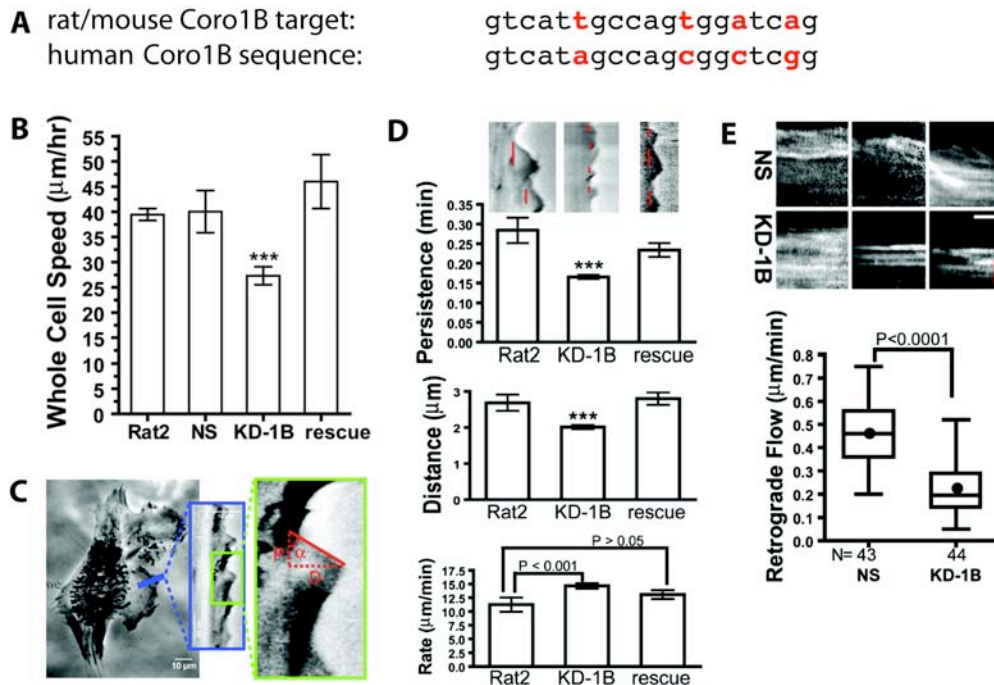 A
rat/mouse Coro1B target: gtcattgccagtggatcag
human Coro1B sequence: gtcatagccagcggctcgg
B
Whole Cell Speed (μm/hr)
55
50
45
40
35
30
25
20
15
10
5
0
***
Rat2 NS KD-1B rescue
C
10 μm
P
α
D
D
Persistence (min)
0.35
0.30
0.25
0.20
0.15
0.10
0.05
0.00
***
Rat2 KD-1B rescue
Distance (μm)
3
2
1
0
***
Rat2 KD-1B rescue
Rate (μm/min)
17.5
15.0
12.5
10.0
7.5
5.0
2.5
0.0
P > 0.05
P < 0.001
Rat2 KD-1B rescue
E
NS
KD-1B
Retrograde Flow (μm/min)
0.8
0.7
0.6
0.5
0.4
0.3
0.2
0.1
0.0
P<0.0001
N= 43 44
NS KD-1B